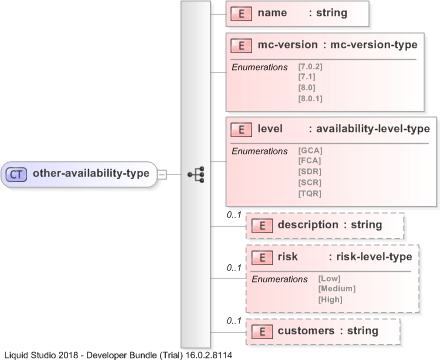 E name : string
E mc-version : mc-version-type
Enumerations [7.0.2]
[7.1]
[8.0]
[8.0.1]
E level : availability-level-type
Enumerations [GCA]
[FCA]
[SDR]
[SCR]
[TQR]
CT other-availability-type
0..1
E description : string
0..1
E risk : risk-level-type
Enumerations [Low]
[Medium]
[High]
0..1
E customers : string
Liquid Studio 2018 - Developer Bundle (Trial) 16.0.2.8114